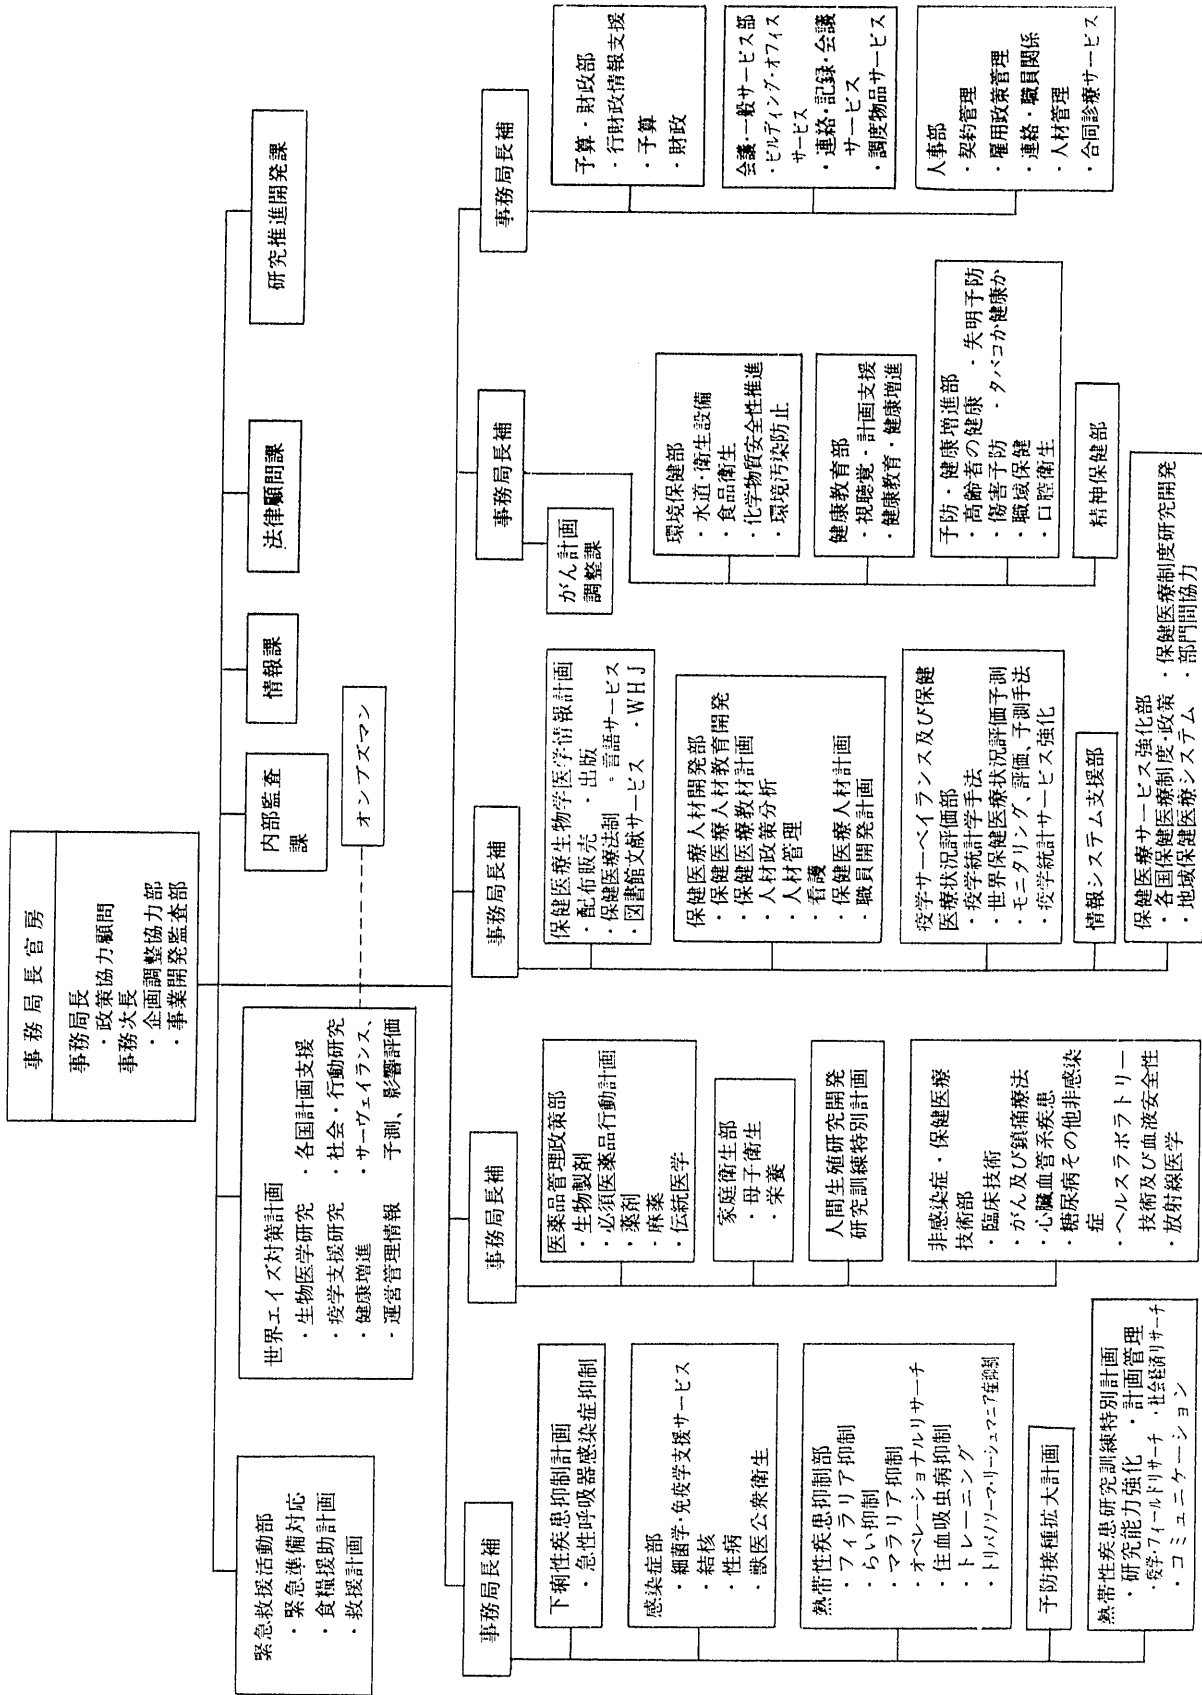 事務局長官房
事務局長
・政策協力顧問
事務次長
・企画調整協力部
・事業開発監査部
緊急救援活動部
・緊急準備対応
・食糧援助計画
・救援計画
世界エイズ対策計画
・生物医学研究 ・各国計画支援
・疫学支援研究 ・社会・行動研究
・健康増進 ・サーヴェイランス、
・運営管理情報 予測、影響評価
オンブズマン
内部監査
課
情報課
法律顧問課
研究推進開発課
事務局長補
下痢性疾患抑制計画
・急性呼吸器感染症抑制
感染症部
・細菌学・免疫学支援サービス
・結核
・性病
・獣医公衆衛生
熱帯性疾患抑制部
・フィラリア抑制
・らい抑制
・マラリア抑制
・オペレーショナルリサーチ
・住血吸虫病抑制
・トレーニング
・トリパノソーマ・リーシュマニア症抑制
予防接種拡大計画
熱帯性疾患研究訓練特別計画
・研究能力強化 ・計画管理
・疫学・フィールドリサーチ ・社会経済リサーチ
・コミュニケーション
事務局長補
医薬品管理政策部
・生物製剤
・必須医薬品行動計画
・薬剤
・麻薬
・伝統医学
家庭衛生部
・母子衛生
・栄養
人間生殖研究開発
研究訓練特別計画
非感染症・保健医療
技術部
・臨床技術
・がん及び鎮痛療法
・心臓血管系疾患
・糖尿病その他非感染
症
・ヘルスラボラトリー
技術及び血液安全性
・放射線医学
事務局長補
保健医療生物学医学情報計画
・配布販売 ・出版
・保健医療法制 ・言語サービス
・図書館文献サービス ・WHJ
保健医療人材開発部
・保健医療人材教育開発
・保健医療教材計画
・人材政策分析
・人材管理
・看護
・保健医療人材計画
・職員開発計画
疫学サーベイランス及び保健
医療状況評価部
・疫学統計学手法
・世界保健医療状況評価予測
・モニタリング、評価、予測手法
・疫学統計サービス強化
情報システム支援部
保健医療サービス強化部
・各国保健医療制度・政策 ・保健医療制度研究開発
・地域保健医療システム ・部門間協力
事務局長補
がん計画
調整課
環境保健部
・水道・衛生設備
・食品衛生
・化学物質安全性推進
・環境汚染防止
健康教育部
・視聴覚・計画支援
・健康教育・健康増進
予防・健康増進部
・高齢者の健康 ・失明予防
・傷害予防 ・タバコか健康か
・職域保健
・口腔衛生
精神保健部
事務局長補
予算・財政部
・行財政情報支援
・予算
・財政
会議・一般サービス部
・ビルディング・オフィス
サービス
・連絡・記録・会議
サービス
・調度物品サービス
人事部
・契約管理
・雇用政策管理
・連絡・職員関係
・人材管理
・合同診療サービス